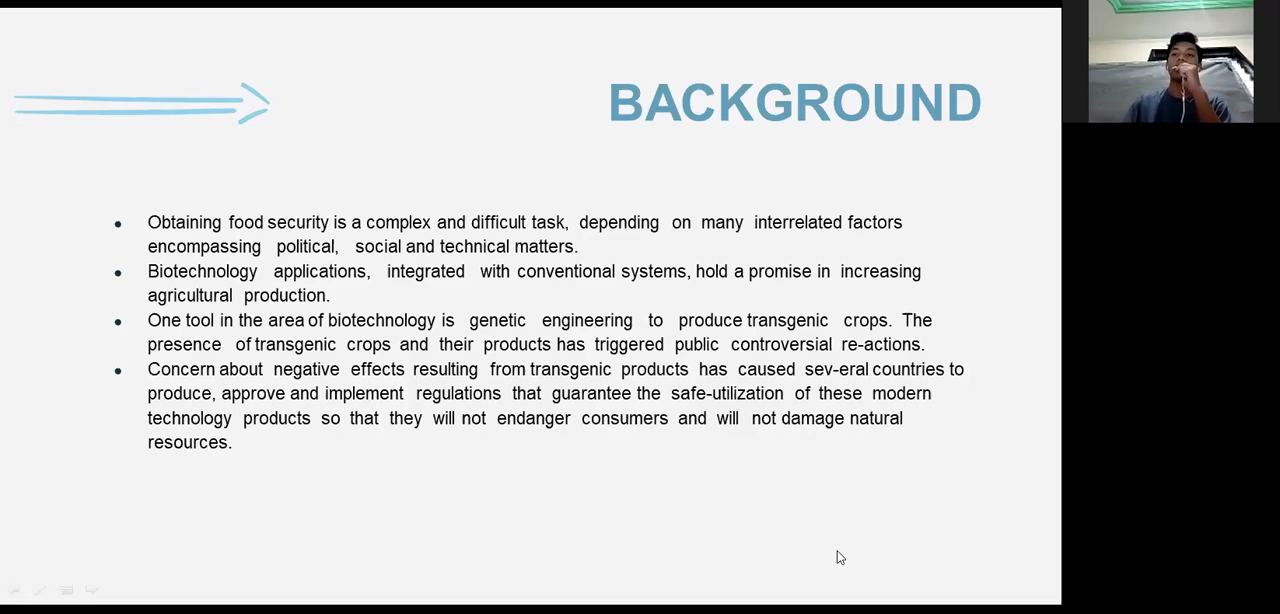 BACKGROUND
• Obtaining food security is a complex and difficult task, depending on many interrelated factors
encompassing political, social and technical matters.
• Biotechnology applications, integrated with conventional systems, hold a promise in increasing
agricultural production.
• One tool in the area of biotechnology is genetic engineering to produce transgenic crops. The
presence of transgenic crops and their products has triggered public controversial re-actions.
• Concern about negative effects resulting from transgenic products has caused sev-eral countries to
produce, approve and implement regulations that guarantee the safe-utilization of these modern
technology products so that they will not endanger consumers and will not damage natural
resources.